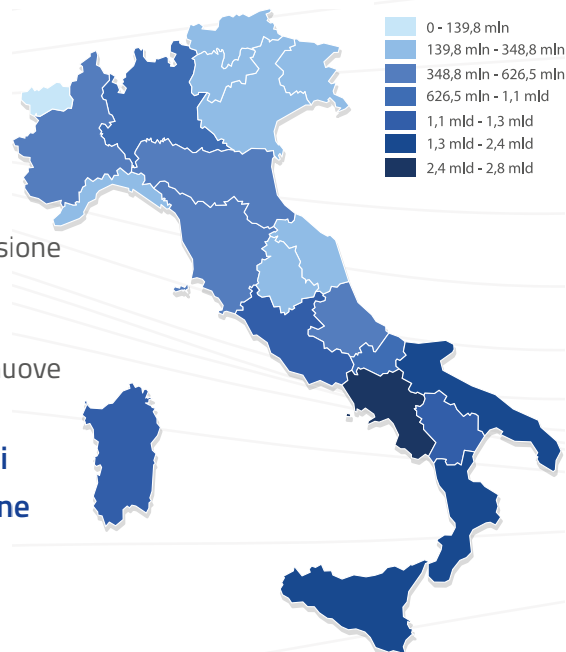 0 - 139,8 mln
139,8 mln - 348,8 mln
348,8 mln - 626,5 mln
626,5 mln - 1,1 mld
1,1 mld - 1,3 mld
1,3 mld - 2,4 mld
2,4 mld - 2,8 mld
sione
nuove
i
ne